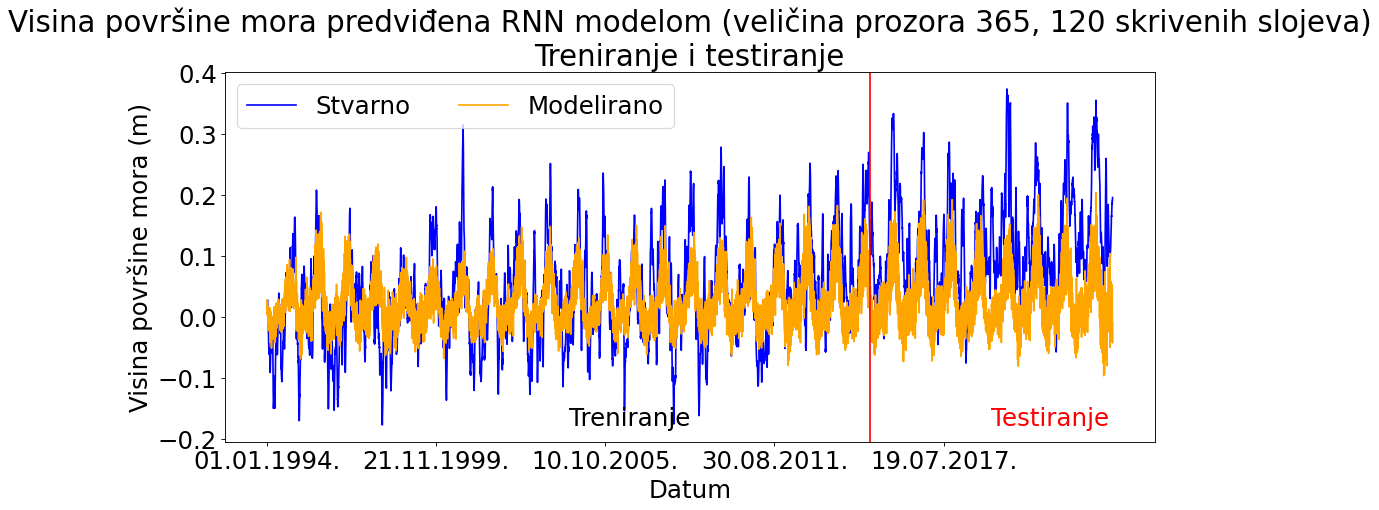 Visina površine mora predviđena RNN modelom (veličina prozora 365, 120 skrivenih slojeva)
Treniranje i testiranje
Stvarno
Modelirano
Visina površine mora (m)
0.4
0.3
0.2
0.1
0.0
−0.1
−0.2
Treniranje
Testiranje
01.01.1994.
21.11.1999.
10.10.2005.
30.08.2011.
19.07.2017.
Datum